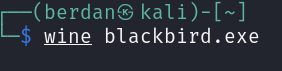 ┌──(berdan㉿kali)-[~]
└─$ wine blackbird.exe